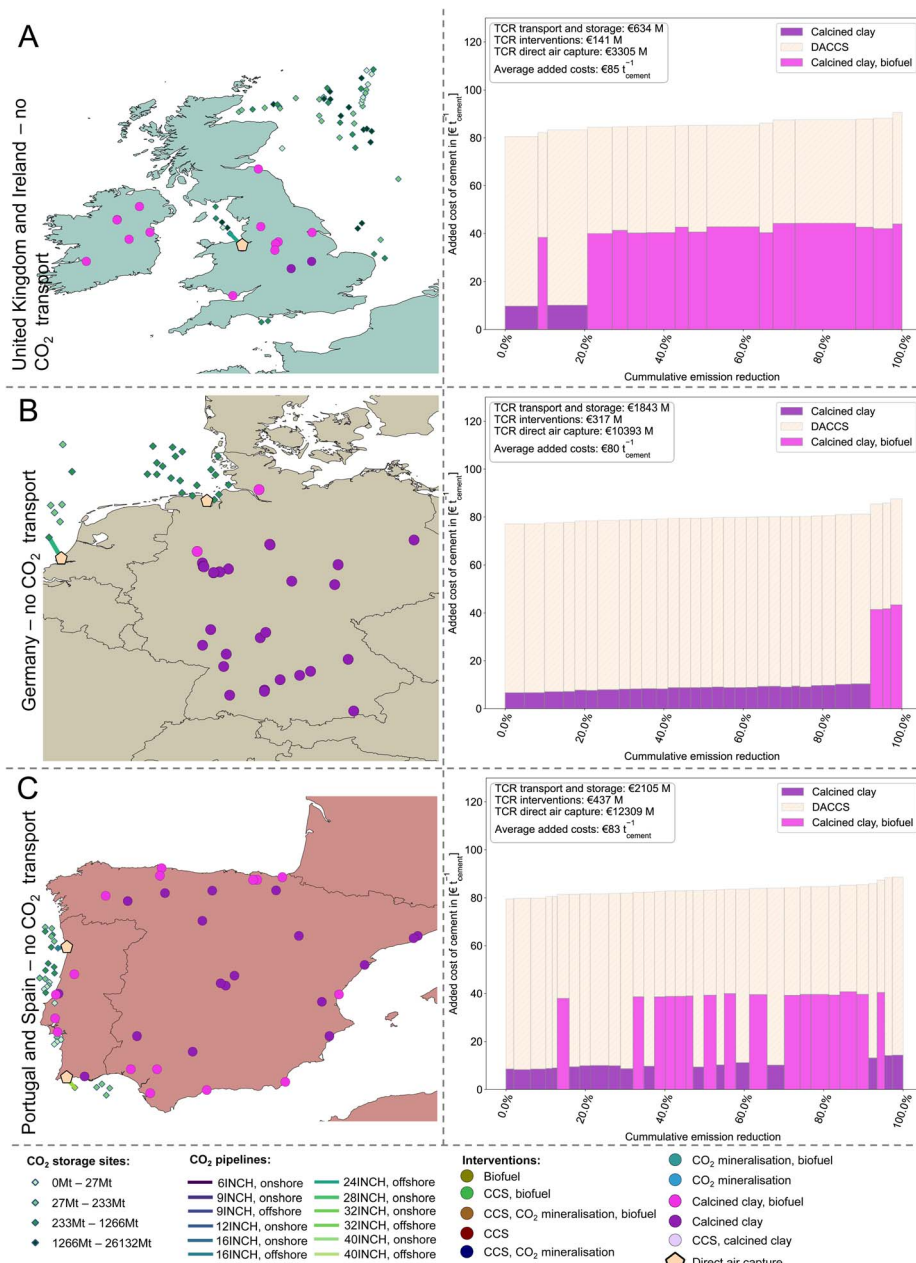 A
United Kingdom and Ireland – no
CO2 transport
TCR transport and storage: €634 M
TCR interventions: €141 M
TCR direct air capture: €3305 M
Average added costs: €85 t−1cement
Calcined clay
DACCS
Calcined clay, biofuel
Added cost of cement in [€ t−1cement]
120
100
80
60
40
20
0
0.0%
20.0%
40.0%
60.0%
80.0%
100.0%
Cummulative emission reduction
B
Germany – no CO2 transport
TCR transport and storage: €1843 M
TCR interventions: €317 M
TCR direct air capture: €10393 M
Average added costs: €80 t−1cement
Calcined clay
DACCS
Calcined clay, biofuel
Added cost of cement in [€ t−1cement]
120
100
80
60
40
20
0
0.0%
20.0%
40.0%
60.0%
80.0%
100.0%
Cummulative emission reduction
C
Portugal and Spain – no CO2 transport
TCR transport and storage: €2105 M
TCR interventions: €437 M
TCR direct air capture: €12309 M
Average added costs: €83 t−1cement
Calcined clay
DACCS
Calcined clay, biofuel
Added cost of cement in [€ t−1cement]
120
100
80
60
40
20
0
0.0%
20.0%
40.0%
60.0%
80.0%
100.0%
Cummulative emission reduction
CO2 storage sites:
0Mt – 27Mt
27Mt – 233Mt
233Mt – 1266Mt
1266Mt – 26132Mt
CO2 pipelines:
6INCH, onshore
9INCH, onshore
9INCH, offshore
12INCH, onshore
16INCH, onshore
16INCH, offshore
24INCH, offshore
28INCH, onshore
32INCH, onshore
32INCH, offshore
40INCH, onshore
40INCH, offshore
Interventions:
Biofuel
CCS, biofuel
CCS, CO2 mineralisation, biofuel
CCS
CCS, CO2 mineralisation
CO2 mineralisation, biofuel
CO2 mineralisation
Calcined clay, biofuel
Calcined clay
CCS, calcined clay
Direct air capture